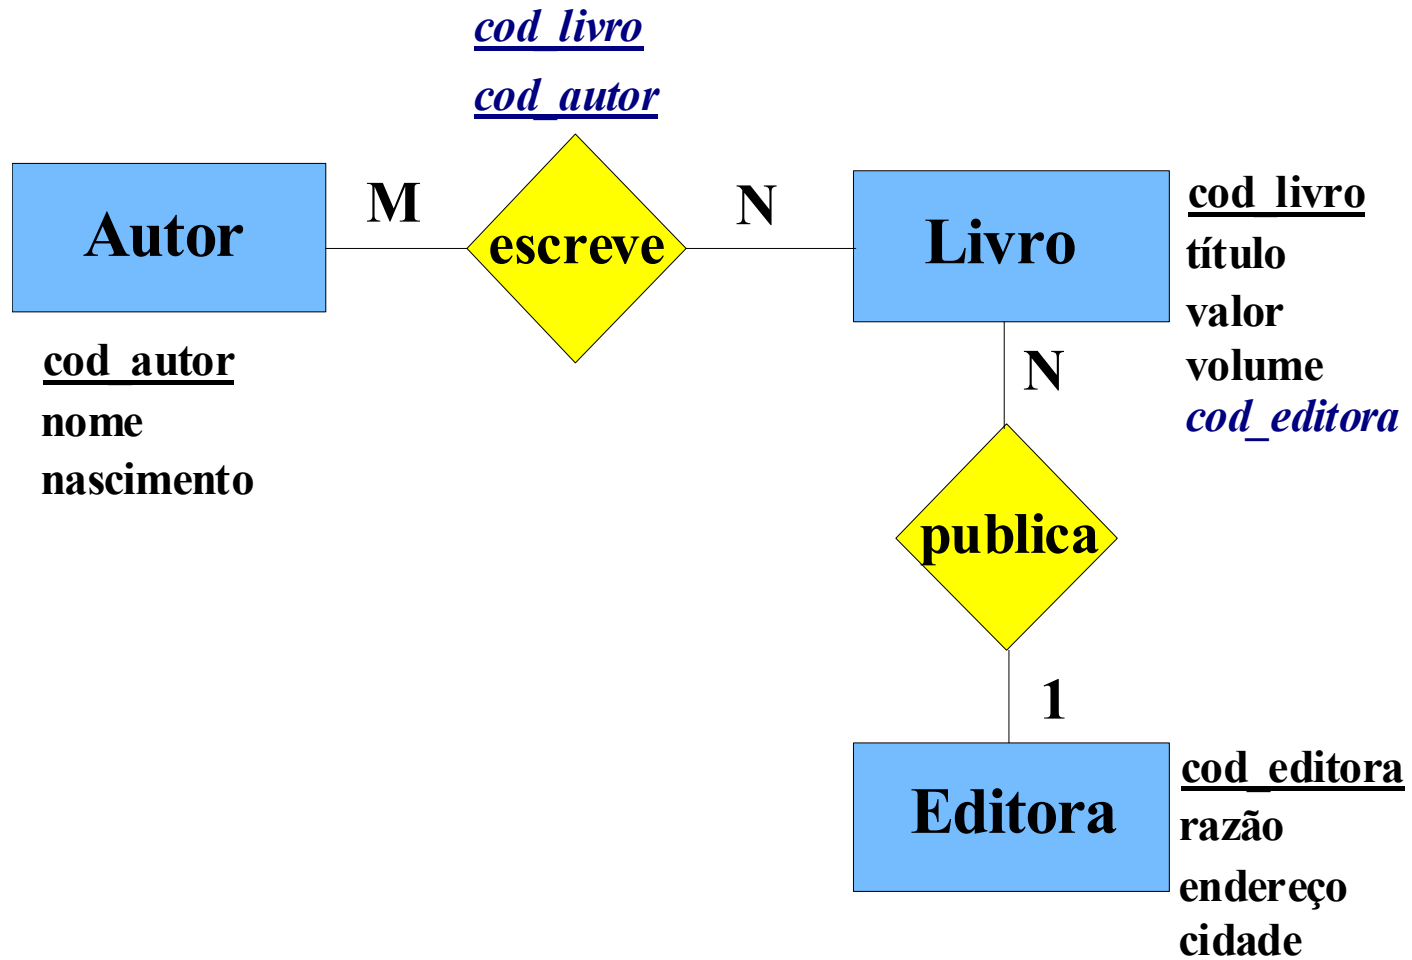 cod_livro
cod_autor
Autor
M
escreve
N
Livro
cod_livro
título
valor
volume
cod_editora
cod_autor
nome
nascimento
N
publica
1
Editora
cod_editora
razão
endereço
cidade